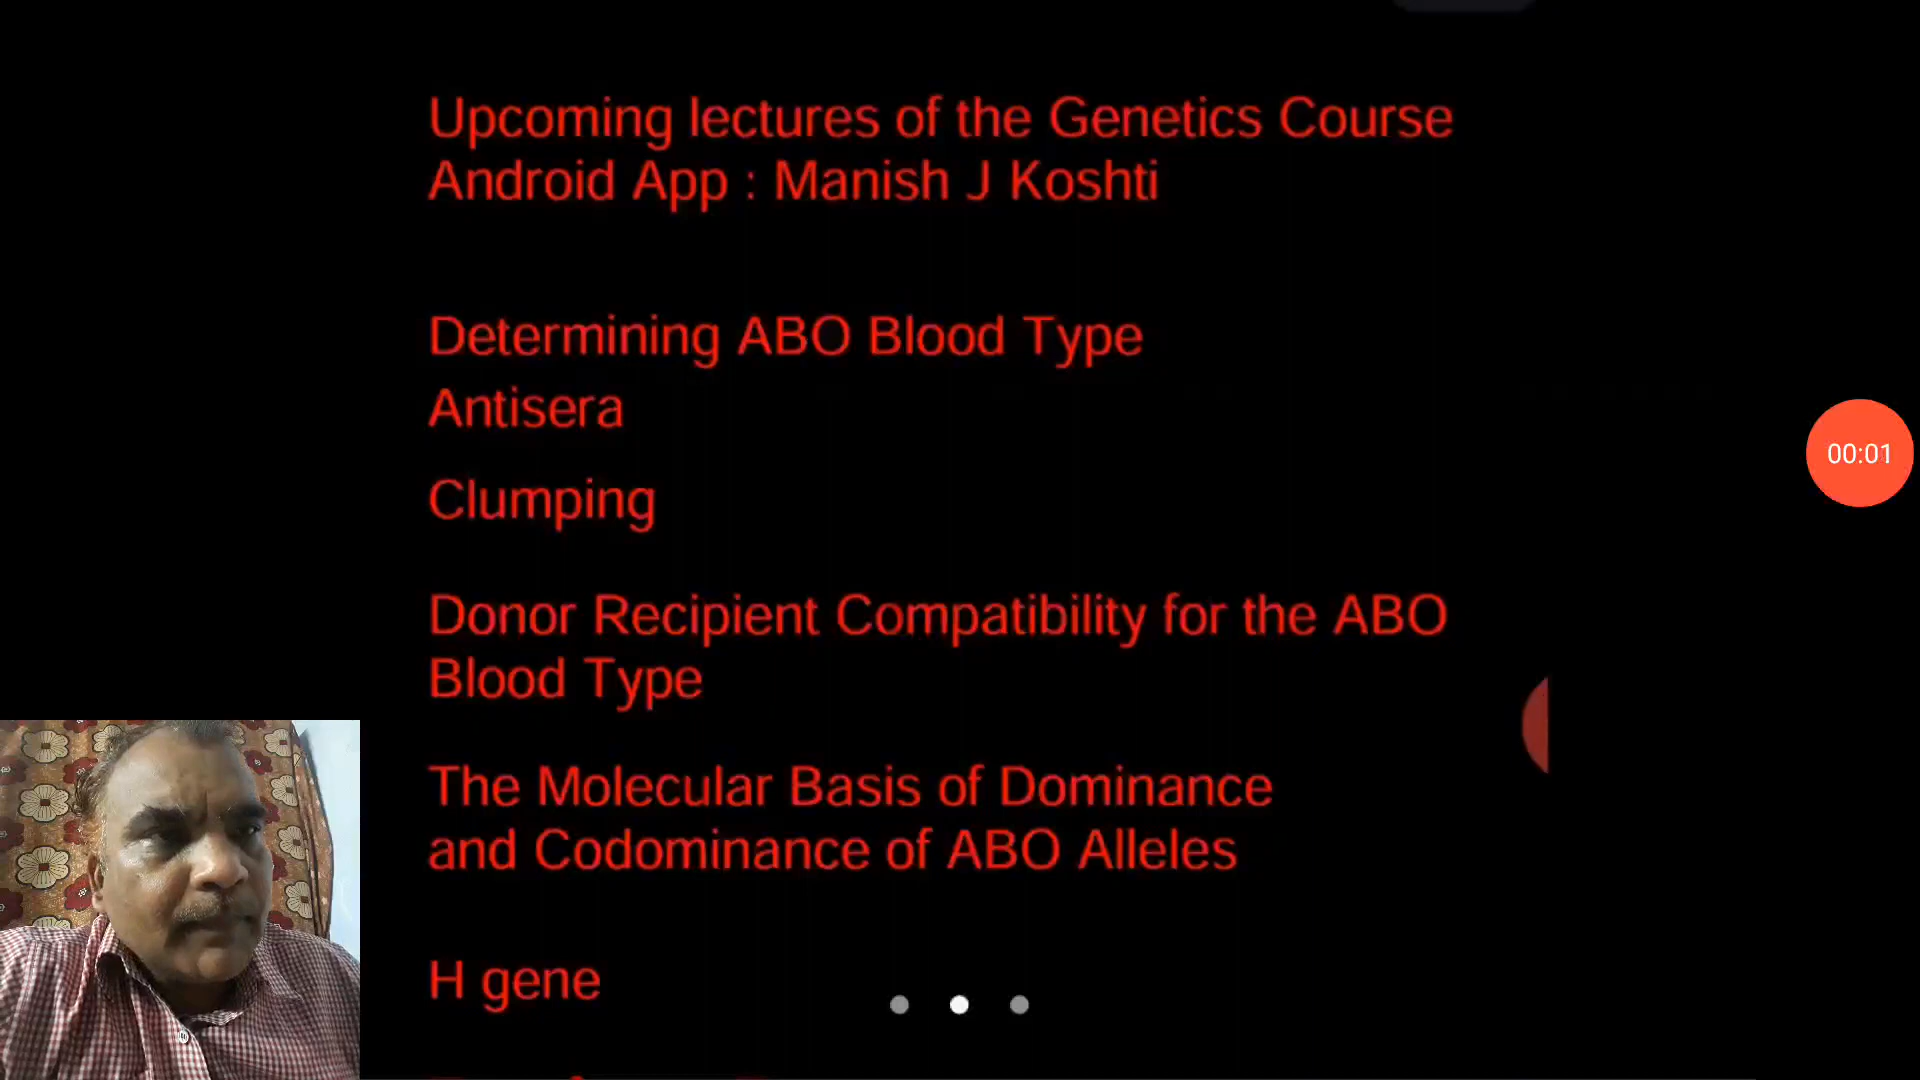 Upcoming lectures of the Genetics Course
Android App : Manish J Koshti
Determining ABO Blood Type
Antisera
Clumping
Donor Recipient Compatibility for the ABO
Blood Type
The Molecular Basis of Dominance
and Codominance of ABO Alleles
H gene
00:01